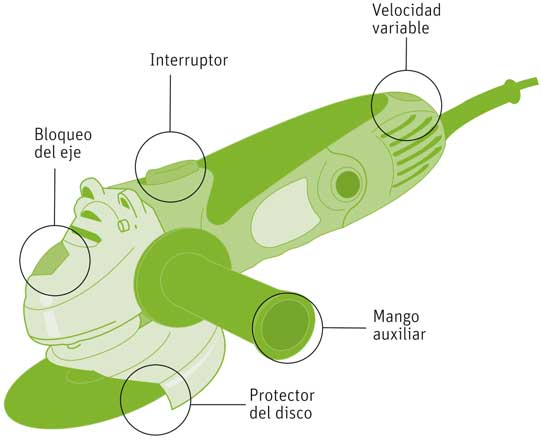 Velocidad
variable
Interruptor
Bloqueo
del eje
Mango
auxiliar
Protector
del disco